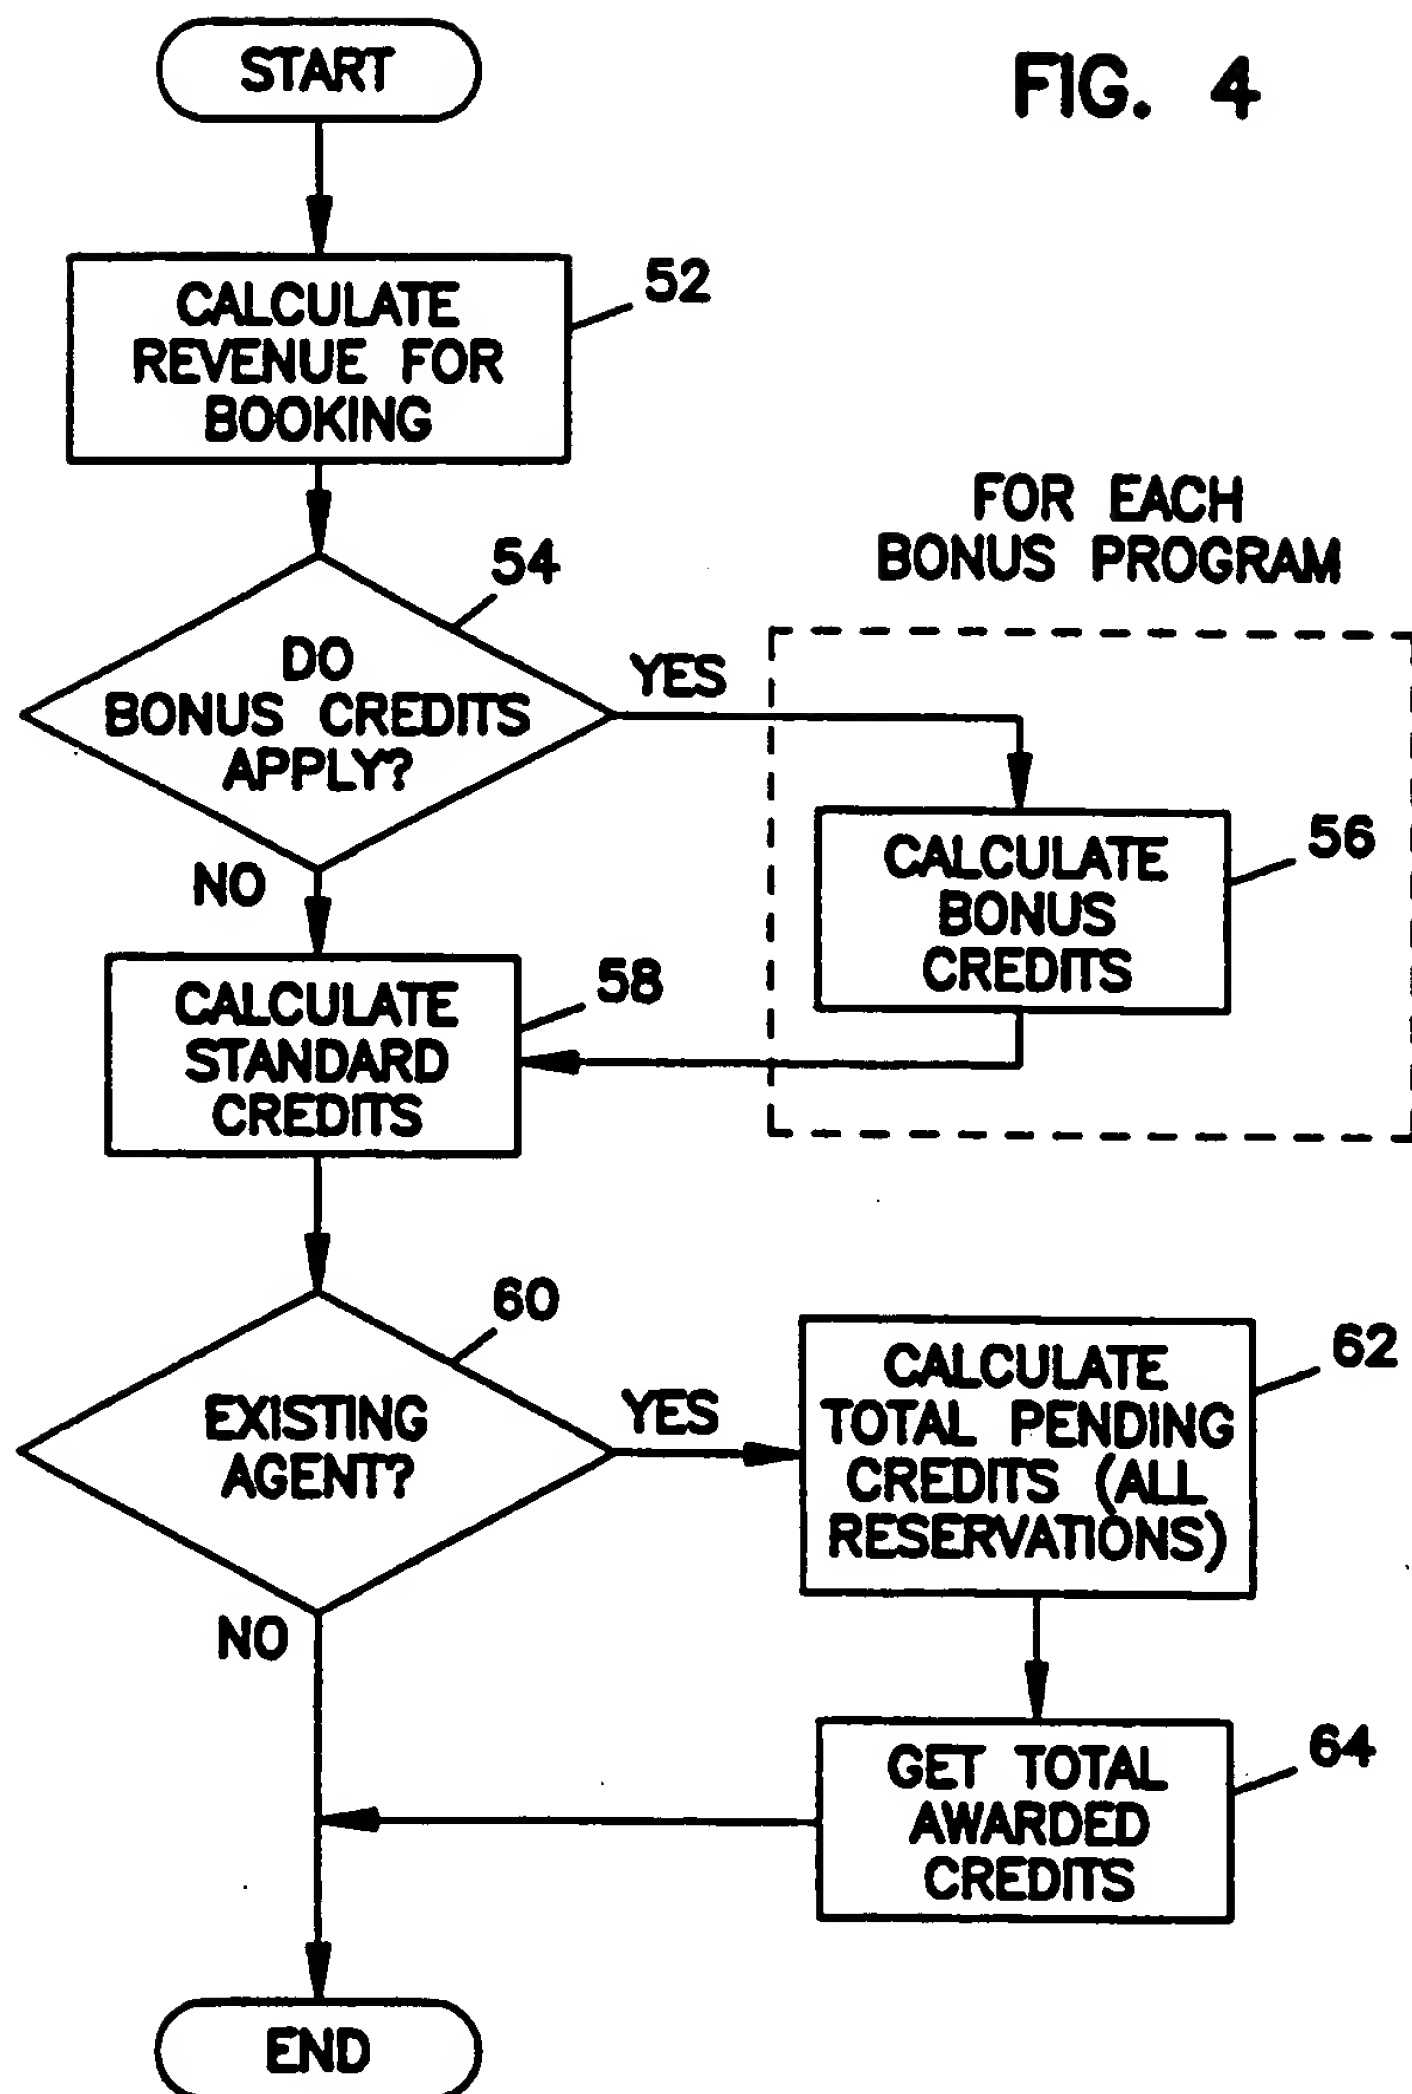 START
FIG. 4
CALCULATE
REVENUE FOR
BOOKING
52
FOR EACH
BONUS PROGRAM
54
DO
BONUS CREDITS
APPLY?
YES
NO
CALCULATE
BONUS
CREDITS
56
CALCULATE
STANDARD
CREDITS
58
60
EXISTING
AGENT?
YES
NO
CALCULATE
TOTAL PENDING
CREDITS (ALL
RESERVATIONS)
62
GET TOTAL
AWARDED
CREDITS
64
END